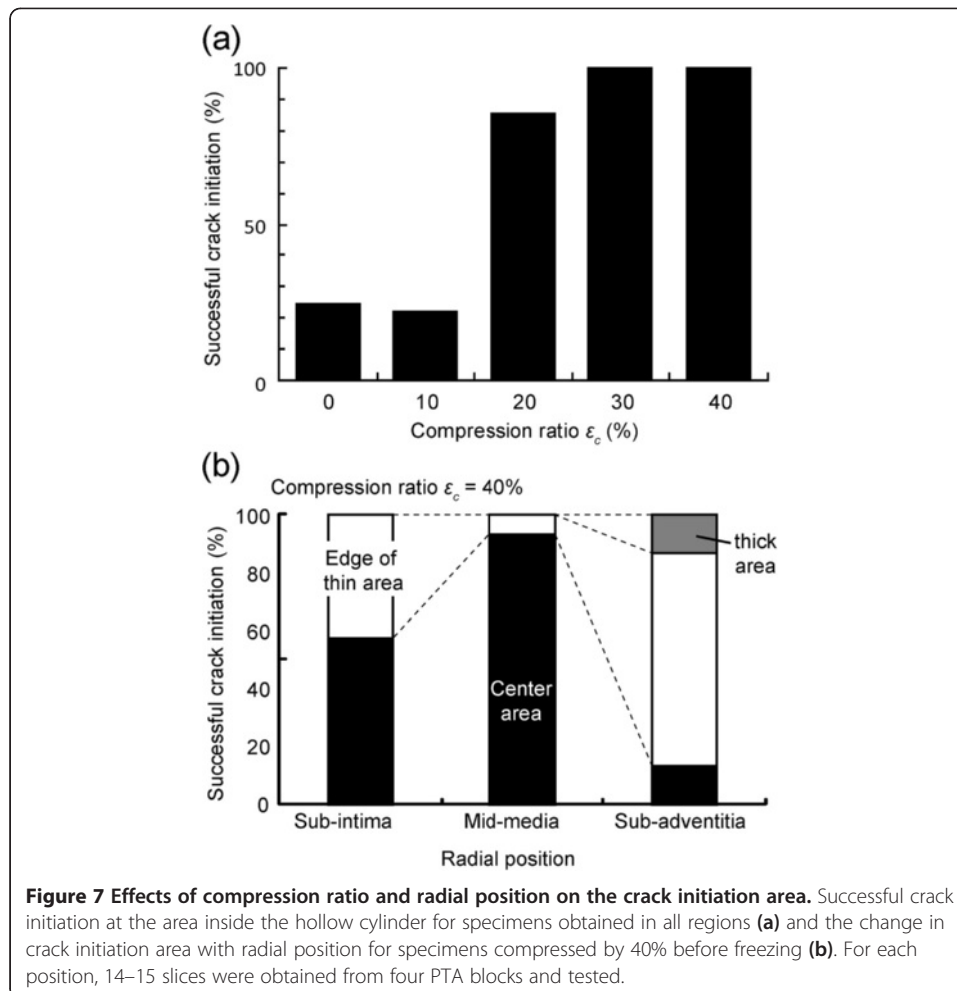 (a)
100
50
0
Successful crack initiation (%)
0 10 20 30 40
Compression ratio εc (%)
(b)
Compression ratio εc = 40%
100
80
60
40
20
0
Successful crack initiation (%)
Edge of
thin area
Center
area
thick
area
Sub-intima Mid-media Sub-adventitia
Radial position
Figure 7 Effects of compression ratio and radial position on the crack initiation area. Successful crack
initiation at the area inside the hollow cylinder for specimens obtained in all regions (a) and the change in
crack initiation area with radial position for specimens compressed by 40% before freezing (b). For each
position, 14–15 slices were obtained from four PTA blocks and tested.